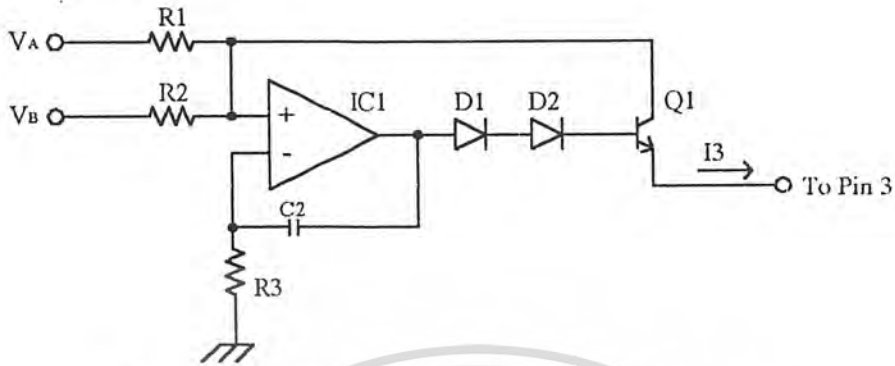 R1
VA
R2
VB
+
IC1
-
D1
D2
Q1
I3
To Pin 3
C2
R3